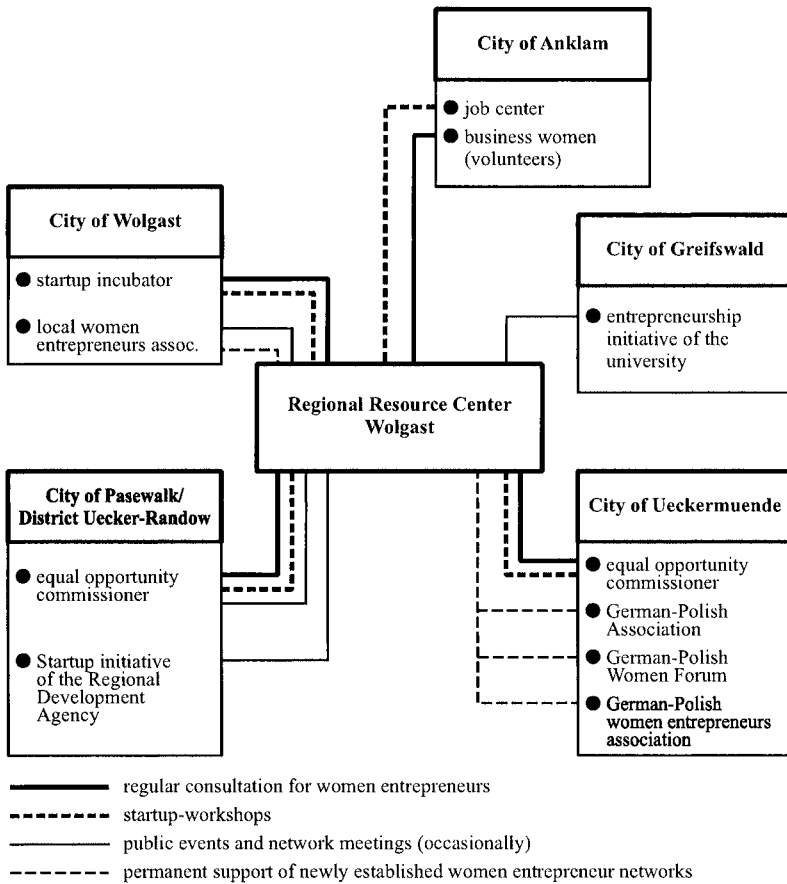 City of Anklam
● job center
● business women
(volunteers)
City of Wolgast
● startup incubator
● local women
entrepreneurs assoc.
City of Greifswald
● entrepreneurship
initiative of the
university
Regional Resource Center
Wolgast
City of Pasewalk/
District Uecker-Randow
● equal opportunity
commissioner
● Startup initiative
of the Regional
Development
Agency
City of Ueckermuende
● equal opportunity
commissioner
● German-Polish
Association
● German-Polish
Women Forum
● German-Polish
women entrepreneurs
association
regular consultation for women entrepreneurs
startup-workshops
public events and network meetings (occasionally)
permanent support of newly established women entrepreneur networks